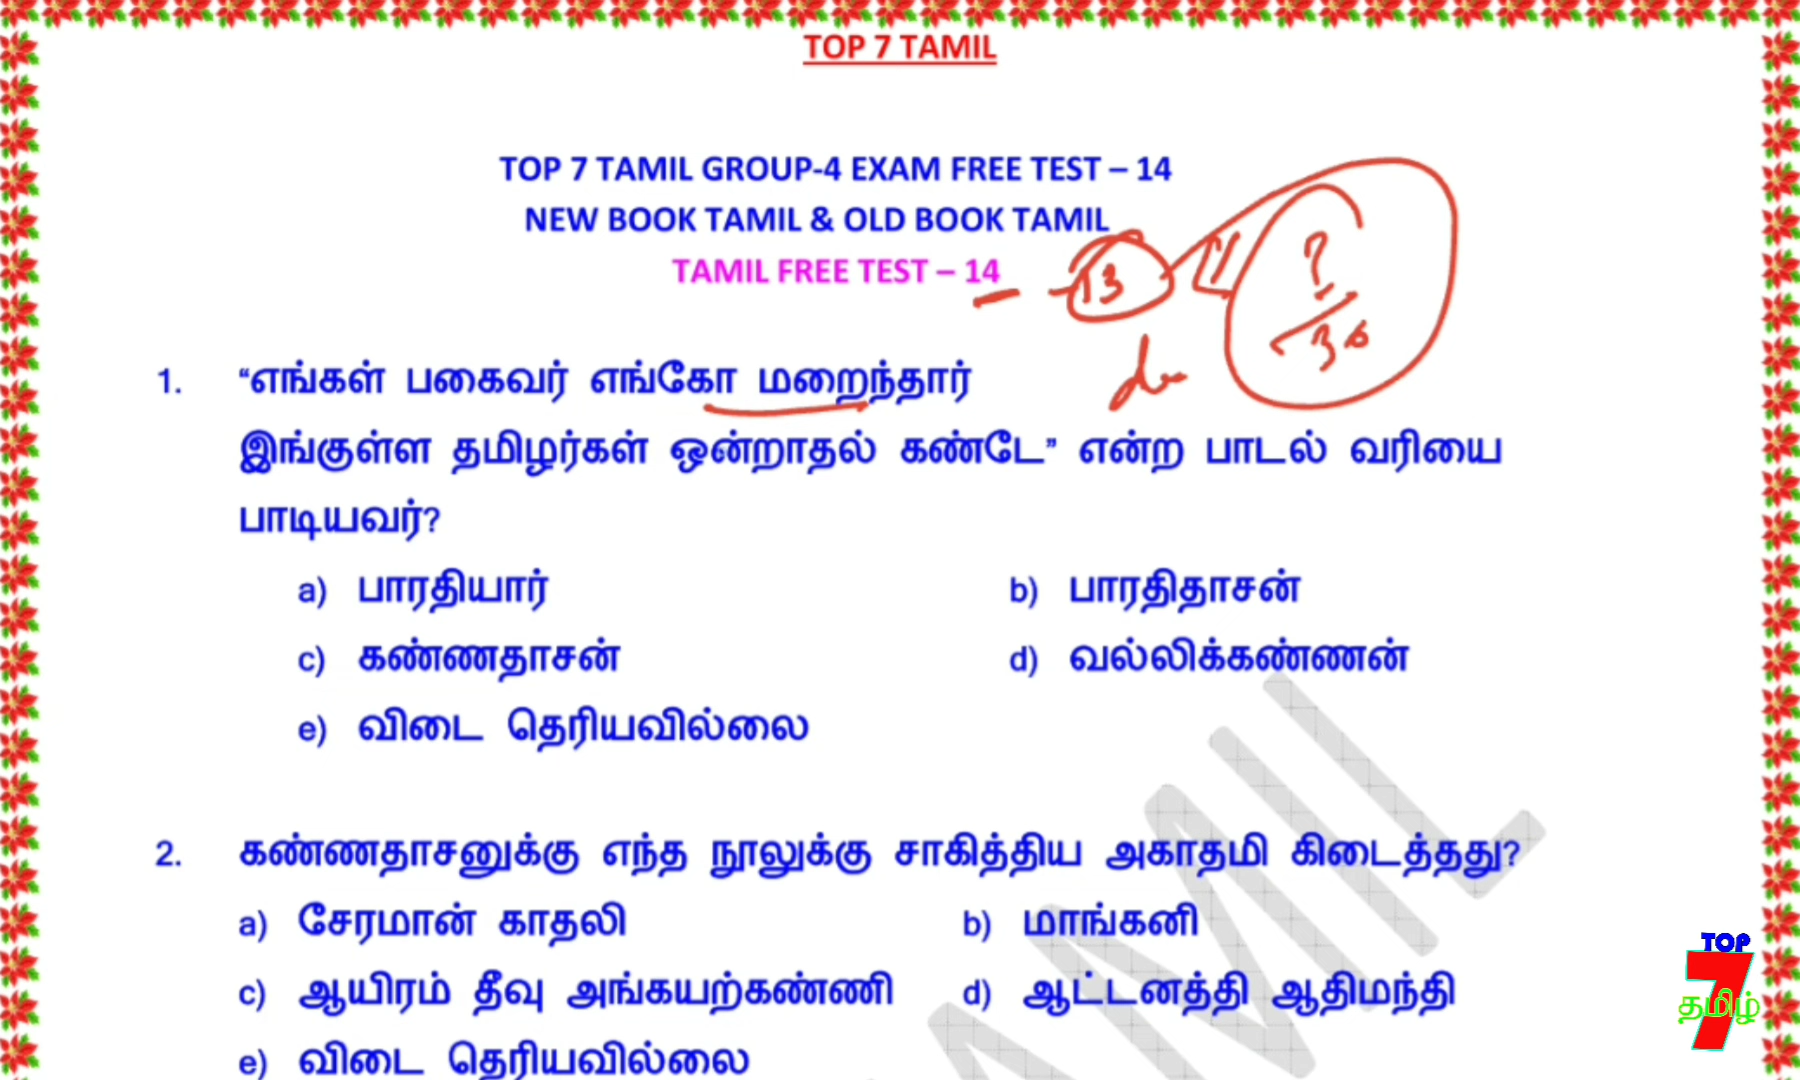 TOP 7 TAMIL
TOP 7 TAMIL GROUP-4 EXAM FREE TEST – 14
NEW BOOK TAMIL & OLD BOOK TAMIL
TAMIL FREE TEST – 14
13
?
30
1. “எங்கள் பகைவர் எங்கோ மறைந்தார்
இங்குள்ள தமிழர்கள் ஒன்றாதல் கண்டே” என்ற பாடல் வரியை
பாடியவர்?
a) பாரதியார் b) பாரதிதாசன்
c) கண்ணதாசன் d) வல்லிக்கண்ணன்
e) விடை தெரியவில்லை
2. கண்ணதாசனுக்கு எந்த நூலுக்கு சாகித்திய அகாதமி கிடைத்தது?
a) சேரமான் காதலி b) மாங்கனி
c) ஆயிரம் தீவு அங்கயற்கண்ணி d) ஆட்டனத்தி ஆதிமந்தி
e) விடை தெரியவில்லை
TOP
7
தமிழ்